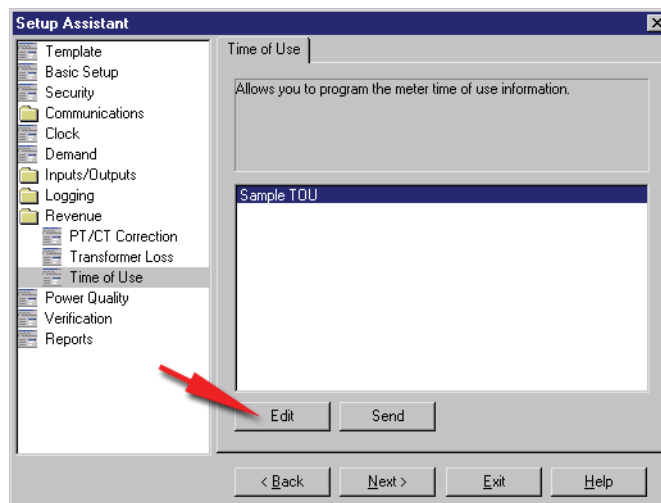 Setup Assistant
Template
Basic Setup
Security
Communications
Clock
Demand
Inputs/Outputs
Logging
Revenue
PT/CT Correction
Transformer Loss
Time of Use
Power Quality
Verification
Reports
Time of Use
Allows you to program the meter time of use information.
Sample TOU
Edit
Send
< Back
Next >
Exit
Help